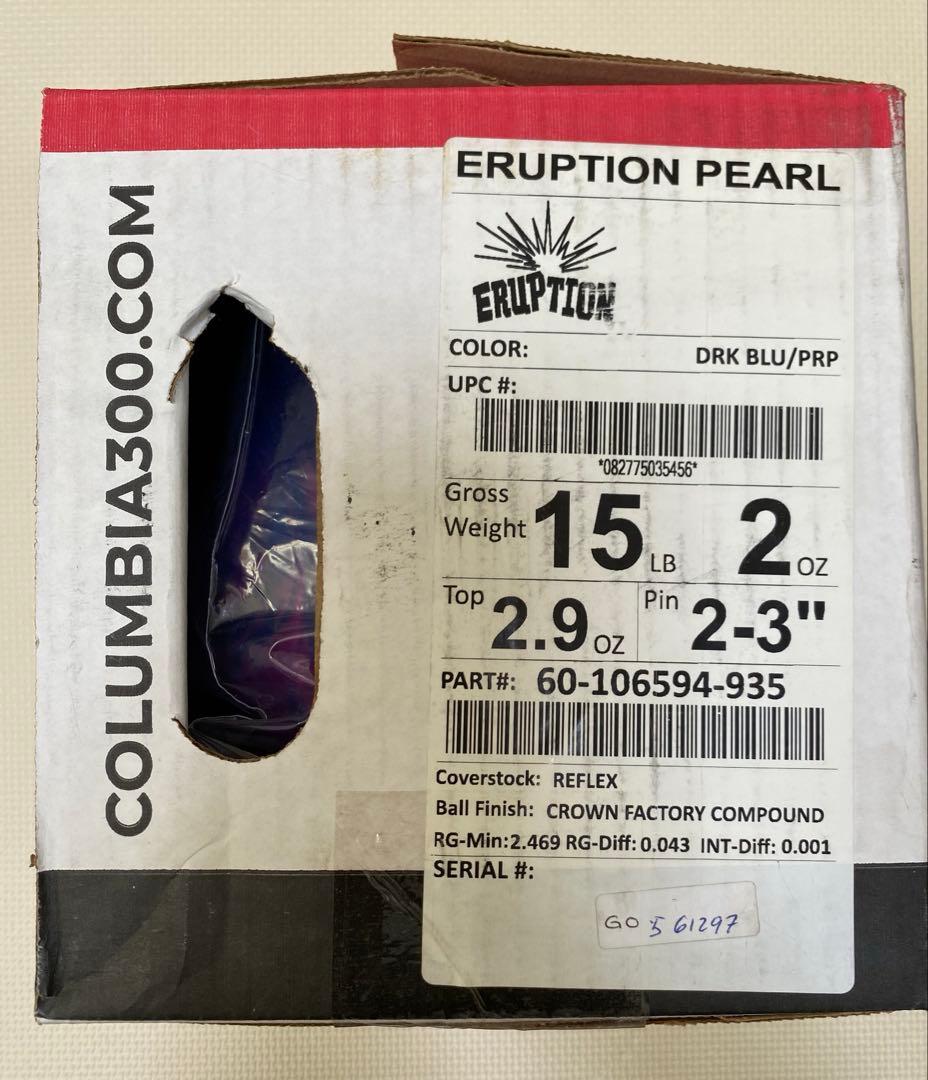 COLUMBIA300.COM
ERUPTION PEARL
ERUPTION
COLOR: DRK BLU/PRP
UPC #:
*082775035456*
Gross Weight 15 LB 2 OZ
Top 2.9 OZ Pin 2-3"
PART#: 60-106594-935
Coverstock: REFLEX
Ball Finish: CROWN FACTORY COMPOUND
RG-Min:2.469 RG-Diff: 0.043 INT-Diff: 0.001
SERIAL #:
GO 5 61297